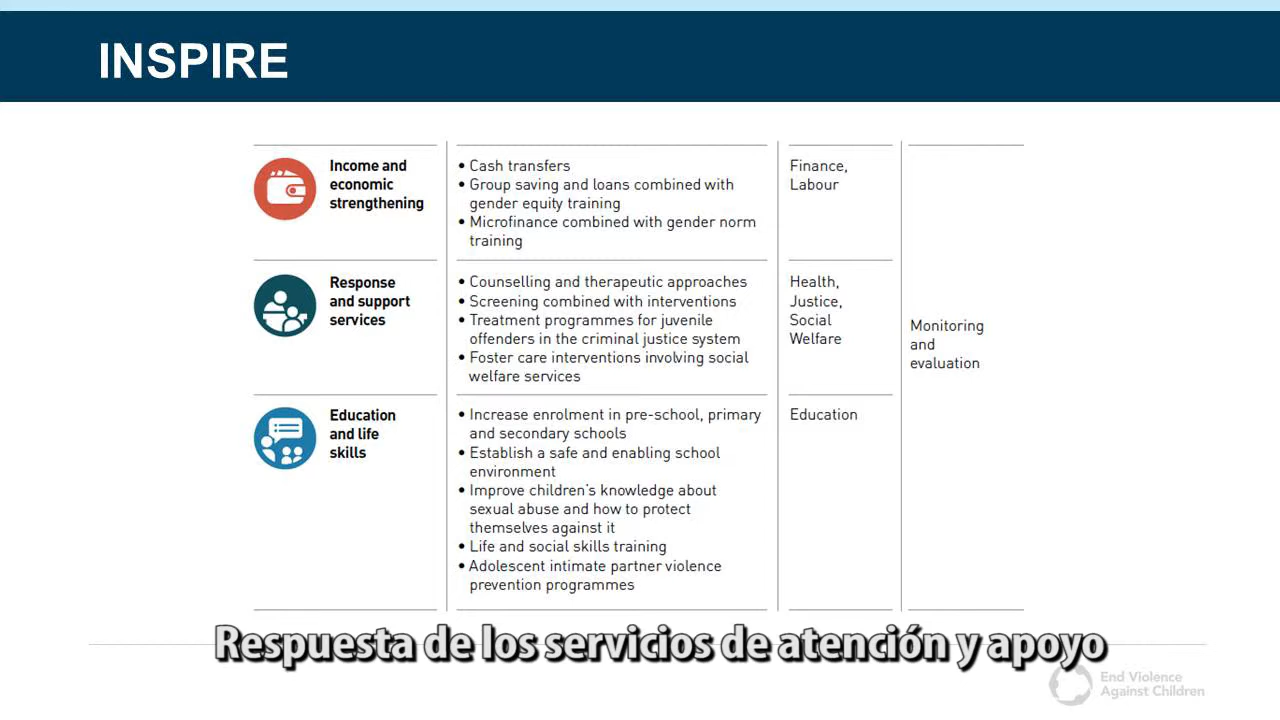 INSPIRE
Income and
economic
strengthening
• Cash transfers
• Group saving and loans combined with
gender equity training
• Microfinance combined with gender norm
training
Finance,
Labour
Response
and support
services
• Counselling and therapeutic approaches
• Screening combined with interventions
• Treatment programmes for juvenile
offenders in the criminal justice system
• Foster care interventions involving social
welfare services
Health,
Justice,
Social
Welfare
Monitoring
and
evaluation
Education
and life
skills
• Increase enrolment in pre-school, primary
and secondary schools
• Establish a safe and enabling school
environment
• Improve children's knowledge about
sexual abuse and how to protect
themselves against it
• Life and social skills training
• Adolescent intimate partner violence
prevention programmes
Education
Respuesta de los servicios de atención y apoyo
End Violence
Against Children